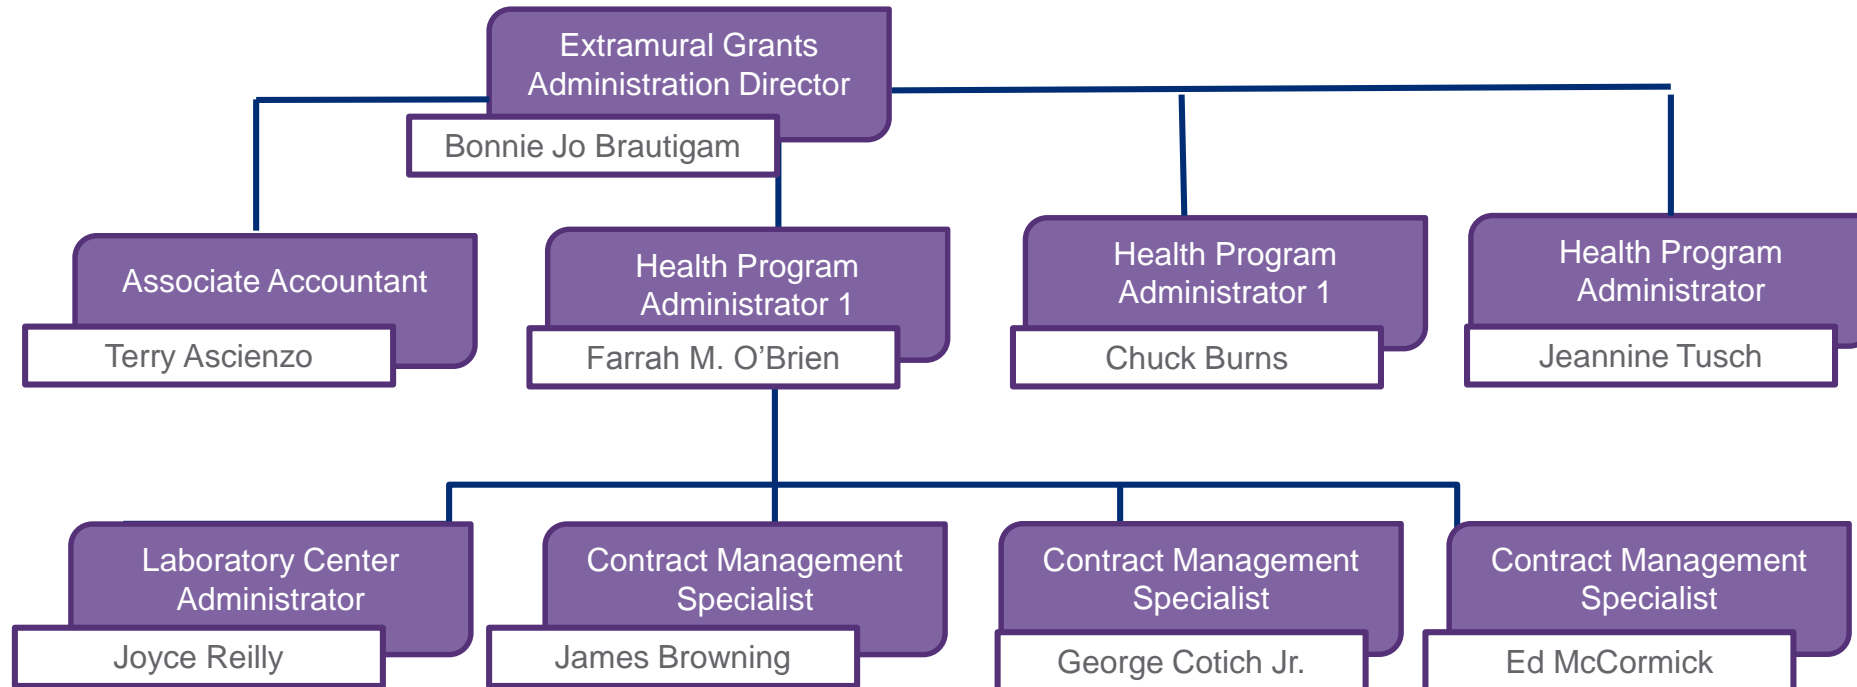 Extramural Grants
Administration Director
Bonnie Jo Brautigam
Associate Accountant
Terry Ascienzo
Health Program
Administrator 1
Farrah M. O’Brien
Health Program
Administrator 1
Chuck Burns
Health Program
Administrator
Jeannine Tusch
Laboratory Center
Administrator
Joyce Reilly
Contract Management
Specialist
James Browning
Contract Management
Specialist
George Cotich Jr.
Contract Management
Specialist
Ed McCormick